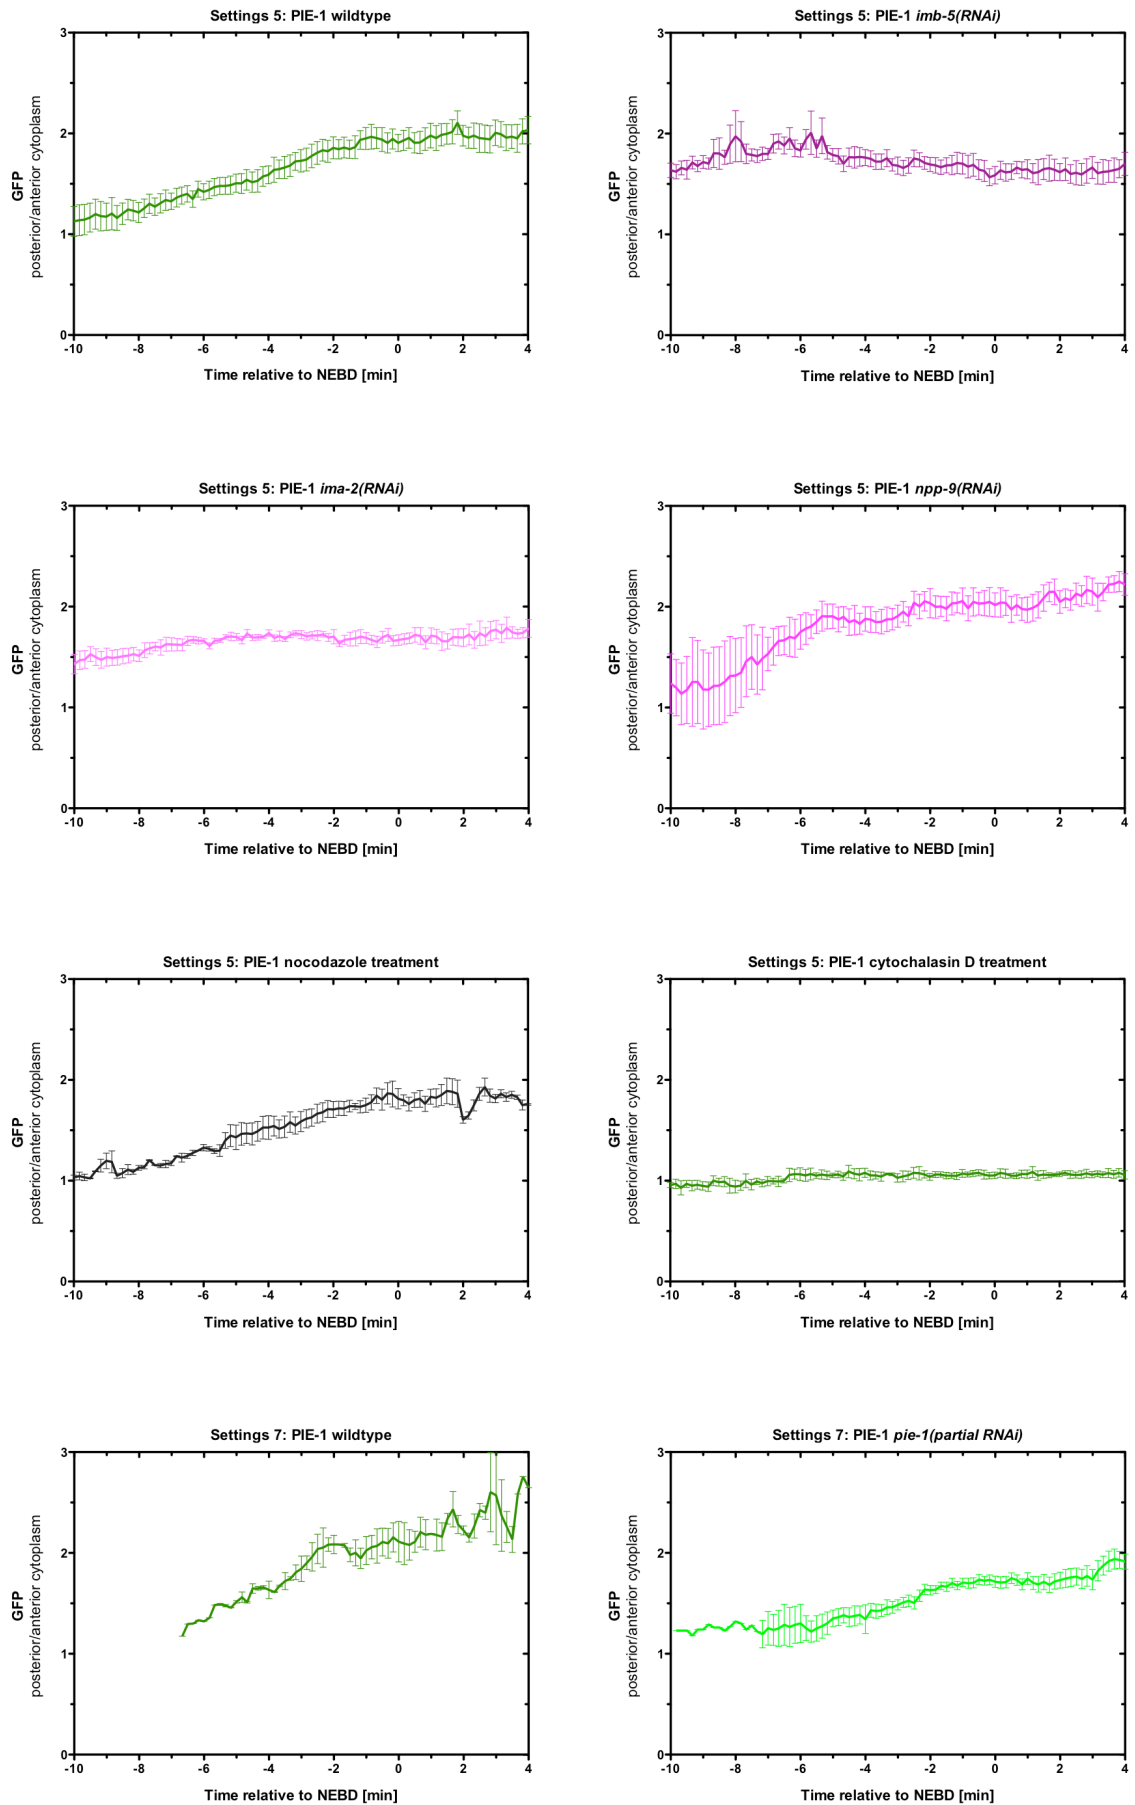 Settings 5: PIE-1 wildtype
GFP
posterior/anterior cytoplasm
3
2
1
0
-10 -8 -6 -4 -2 0 2 4
Time relative to NEBD [min]
Settings 5: PIE-1 imb-5(RNAi)
GFP
posterior/anterior cytoplasm
3
2
1
0
-10 -8 -6 -4 -2 0 2 4
Time relative to NEBD [min]
Settings 5: PIE-1 ima-2(RNAi)
GFP
posterior/anterior cytoplasm
3
2
1
0
-10 -8 -6 -4 -2 0 2 4
Time relative to NEBD [min]
Settings 5: PIE-1 npp-9(RNAi)
GFP
posterior/anterior cytoplasm
3
2
1
0
-10 -8 -6 -4 -2 0 2 4
Time relative to NEBD [min]
Settings 5: PIE-1 nocodazole treatment
GFP
posterior/anterior cytoplasm
3
2
1
0
-10 -8 -6 -4 -2 0 2 4
Time relative to NEBD [min]
Settings 5: PIE-1 cytochalasin D treatment
GFP
posterior/anterior cytoplasm
3
2
1
0
-10 -8 -6 -4 -2 0 2 4
Time relative to NEBD [min]
Settings 7: PIE-1 wildtype
GFP
posterior/anterior cytoplasm
3
2
1
0
-10 -8 -6 -4 -2 0 2 4
Time relative to NEBD [min]
Settings 7: PIE-1 pie-1(partial RNAi)
GFP
posterior/anterior cytoplasm
3
2
1
0
-10 -8 -6 -4 -2 0 2 4
Time relative to NEBD [min]